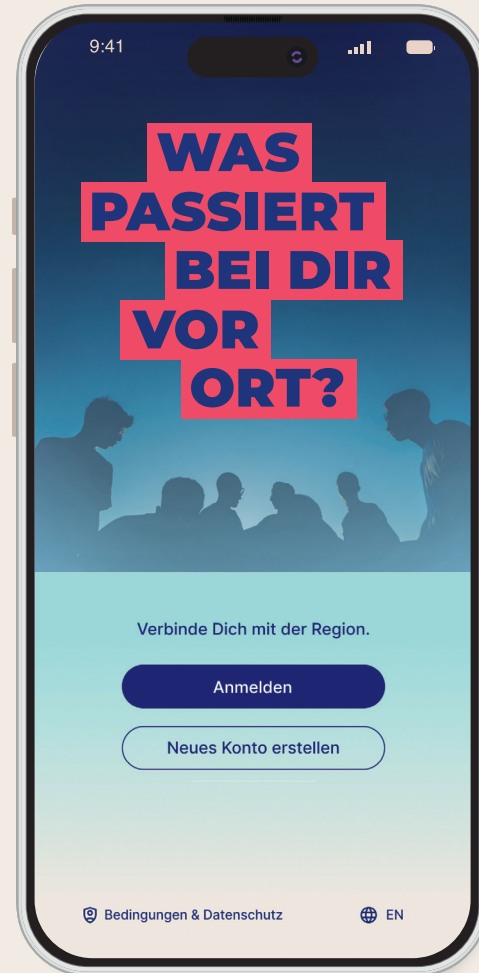 9:41
WAS
PASSIERT
BEI DIR
VOR
ORT?
Verbinde Dich mit der Region.
Anmelden
Neues Konto erstellen
Bedingungen & Datenschutz
EN